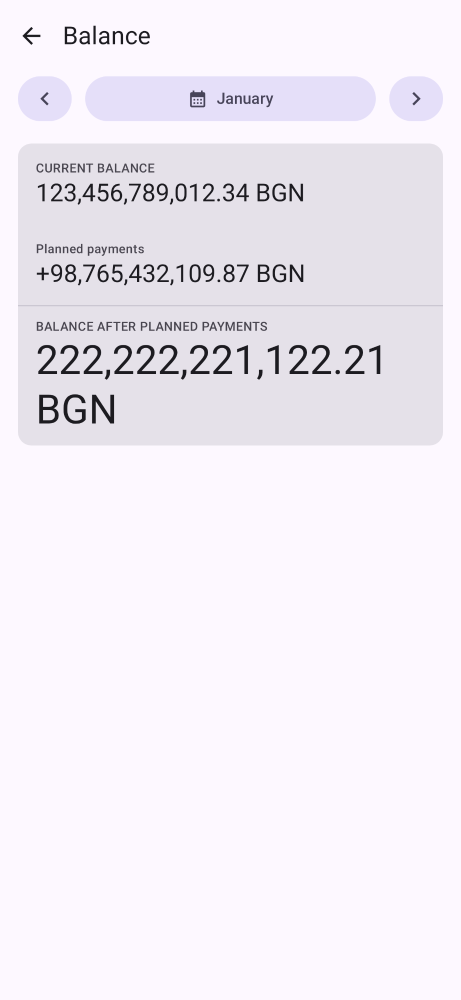 Balance
January
CURRENT BALANCE
123,456,789,012.34 BGN
Planned payments
+98,765,432,109.87 BGN
BALANCE AFTER PLANNED PAYMENTS
222,222,221,122.21
BGN